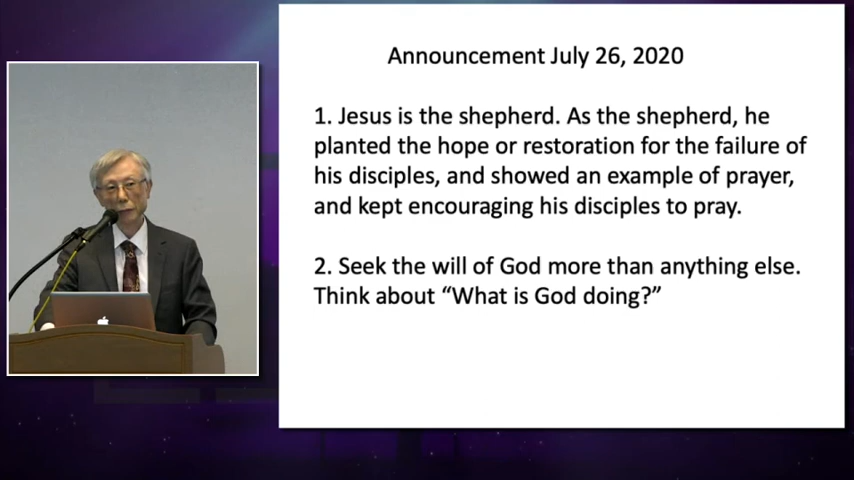 Announcement July 26, 2020
1. Jesus is the shepherd. As the shepherd, he
planted the hope or restoration for the failure of
his disciples, and showed an example of prayer,
and kept encouraging his disciples to pray.
2. Seek the will of God more than anything else.
Think about “What is God doing?”